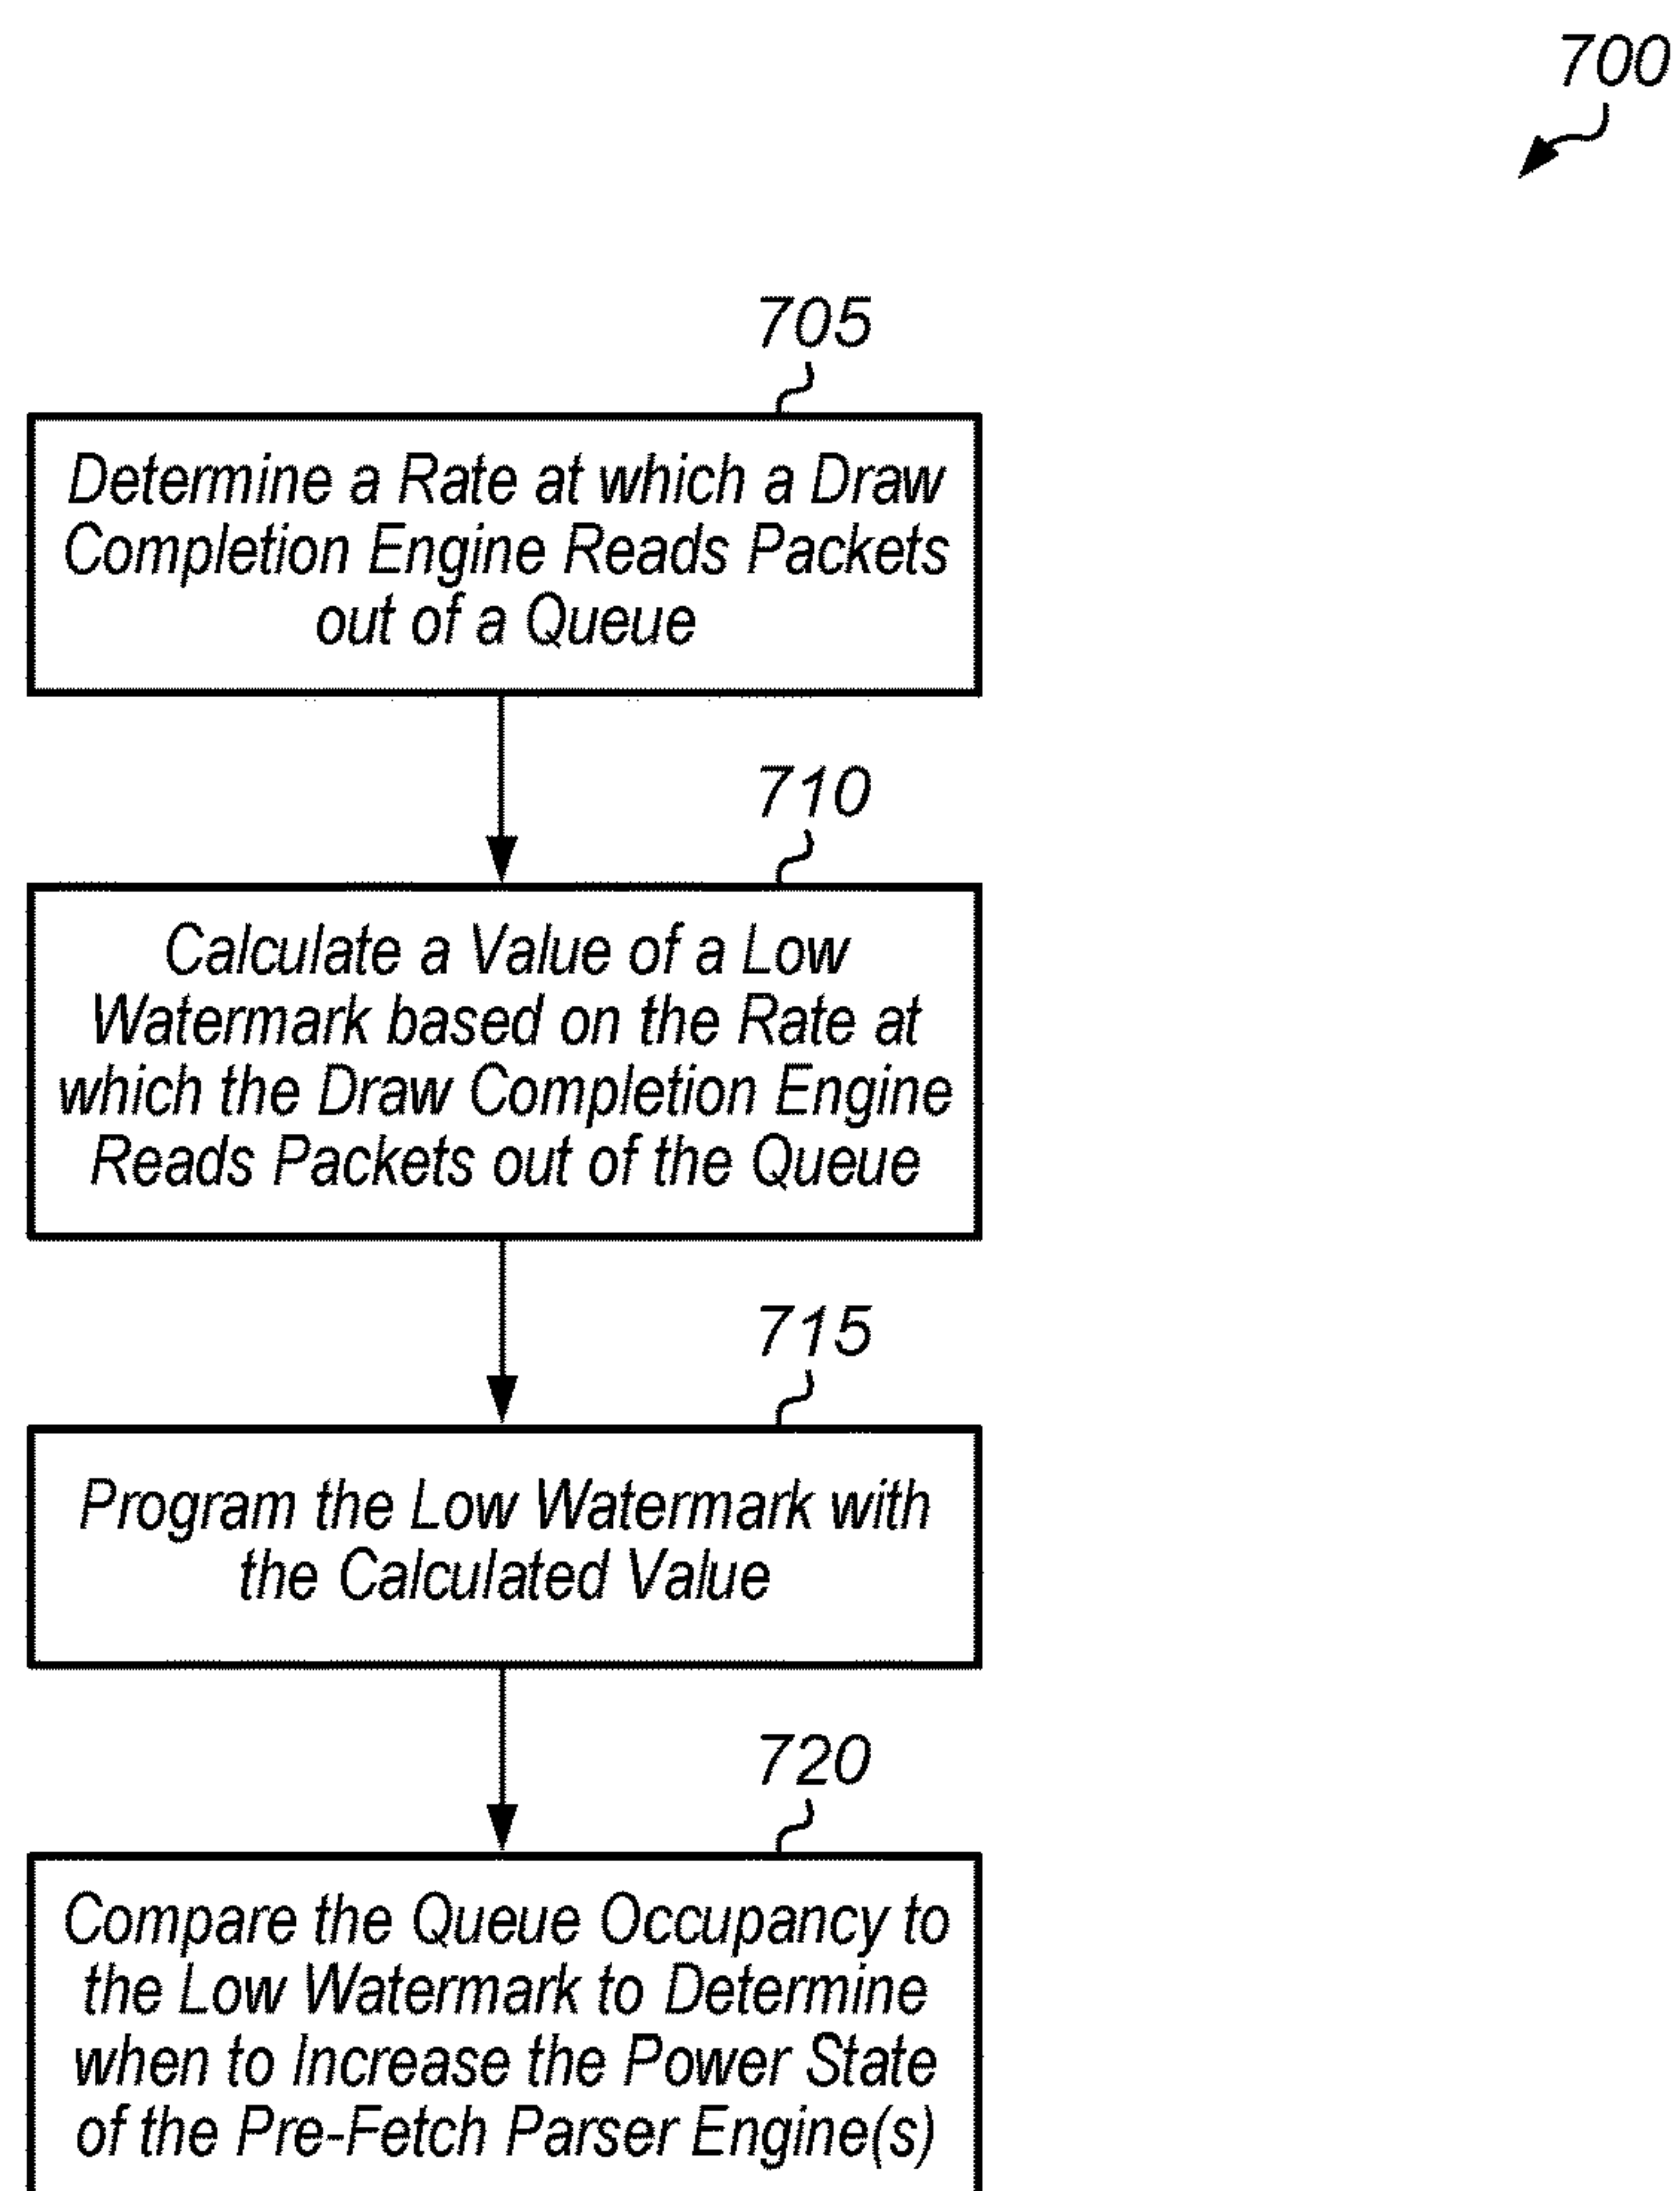 700
705
Determine a Rate at which a Draw
Completion Engine Reads Packets
out of a Queue
710
Calculate a Value of a Low
Watermark based on the Rate at
which the Draw Completion Engine
Reads Packets out of the Queue
715
Program the Low Watermark with
the Calculated Value
720
Compare the Queue Occupancy to
the Low Watermark to Determine
when to Increase the Power State
of the Pre-Fetch Parser Engine(s)